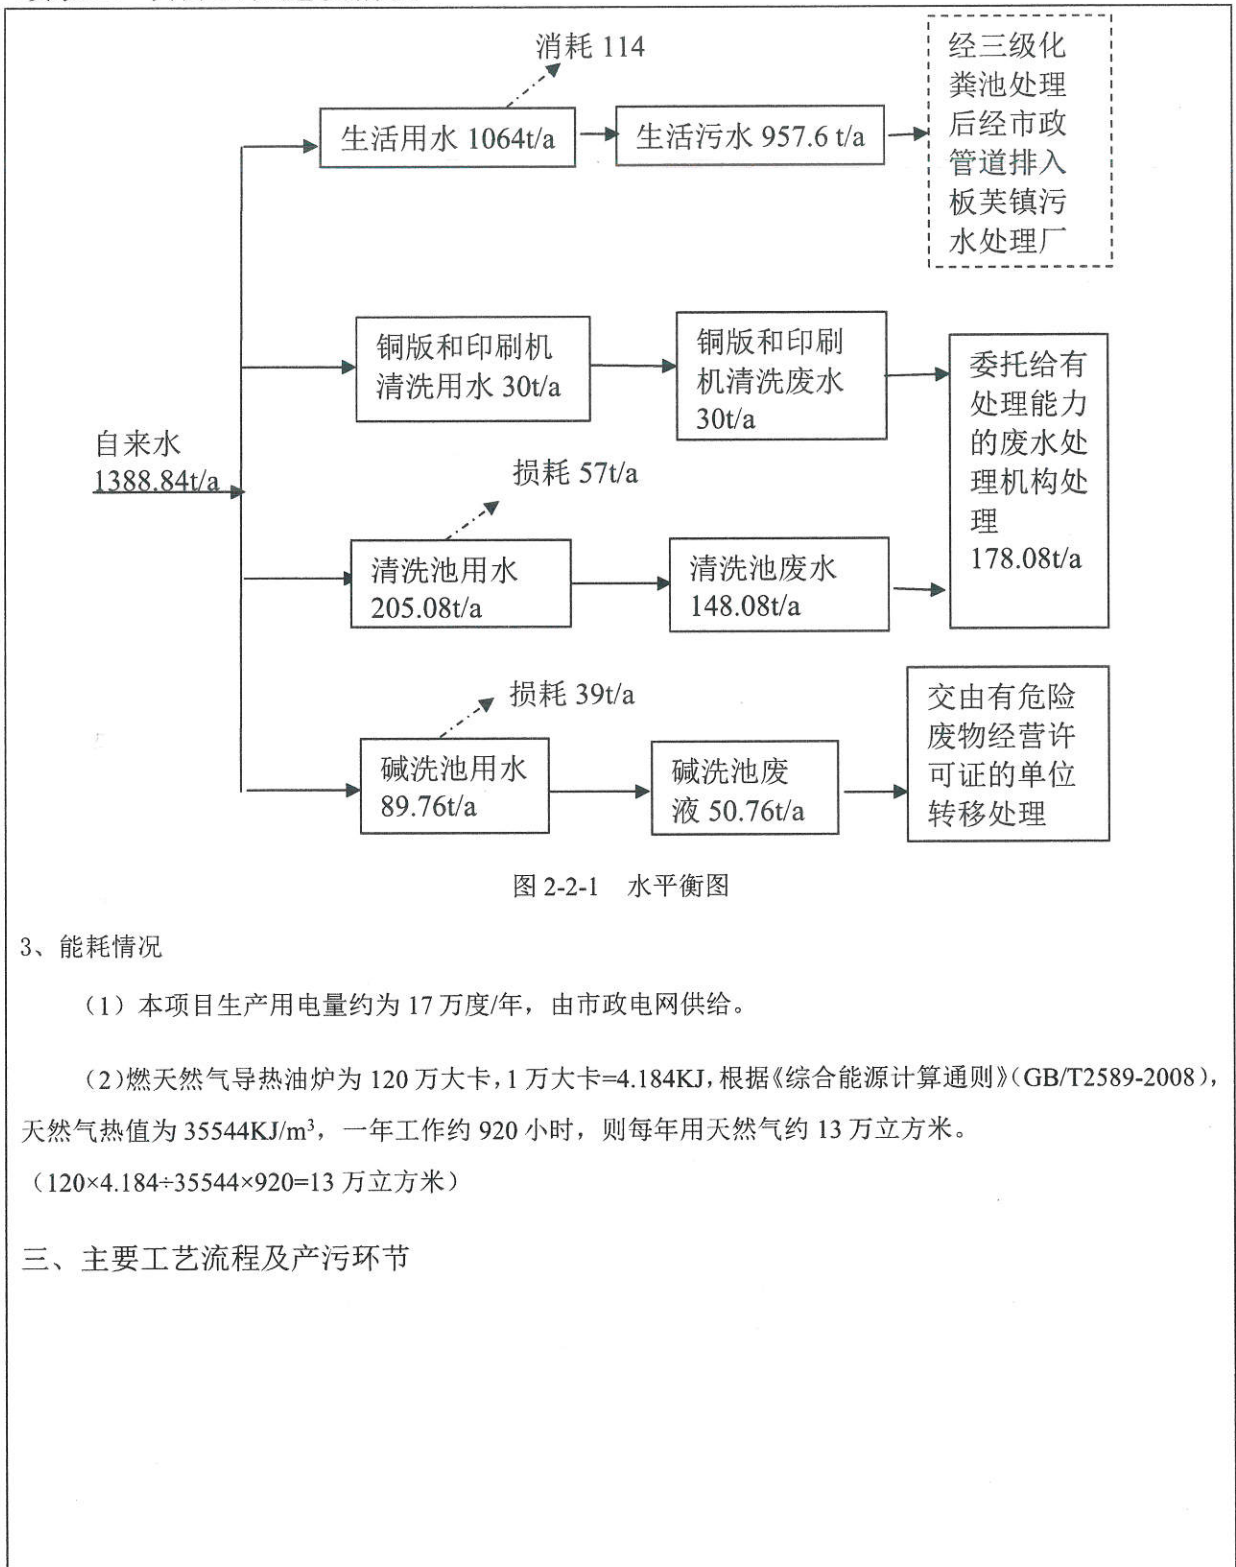 消耗 114
生活用水 1064t/a
生活污水 957.6 t/a
经三级化
粪池处理
后经市政
管道排入
板芙镇污
水处理厂
铜版和印刷机
清洗用水 30t/a
铜版和印刷
机清洗废水
30t/a
委托给有
处理能力
的废水处
理机构处
理
178.08t/a
自来水
1388.84t/a
损耗 57t/a
清洗池用水
205.08t/a
清洗池废水
148.08t/a
损耗 39t/a
碱洗池用水
89.76t/a
碱洗池废
液 50.76t/a
交由有危险
废物经营许
可证的单位
转移处理
图 2-2-1 水平衡图
3、能耗情况
（1）本项目生产用电量约为 17 万度/年，由市政电网供给。
（2）燃天然气导热油炉为 120 万大卡，1 万大卡=4.184KJ，根据《综合能源计算通则》（GB/T2589-2008），
天然气热值为 35544KJ/m³，一年工作约 920 小时，则每年用天然气约 13 万立方米。
（120×4.184÷35544×920=13 万立方米）
三、主要工艺流程及产污环节